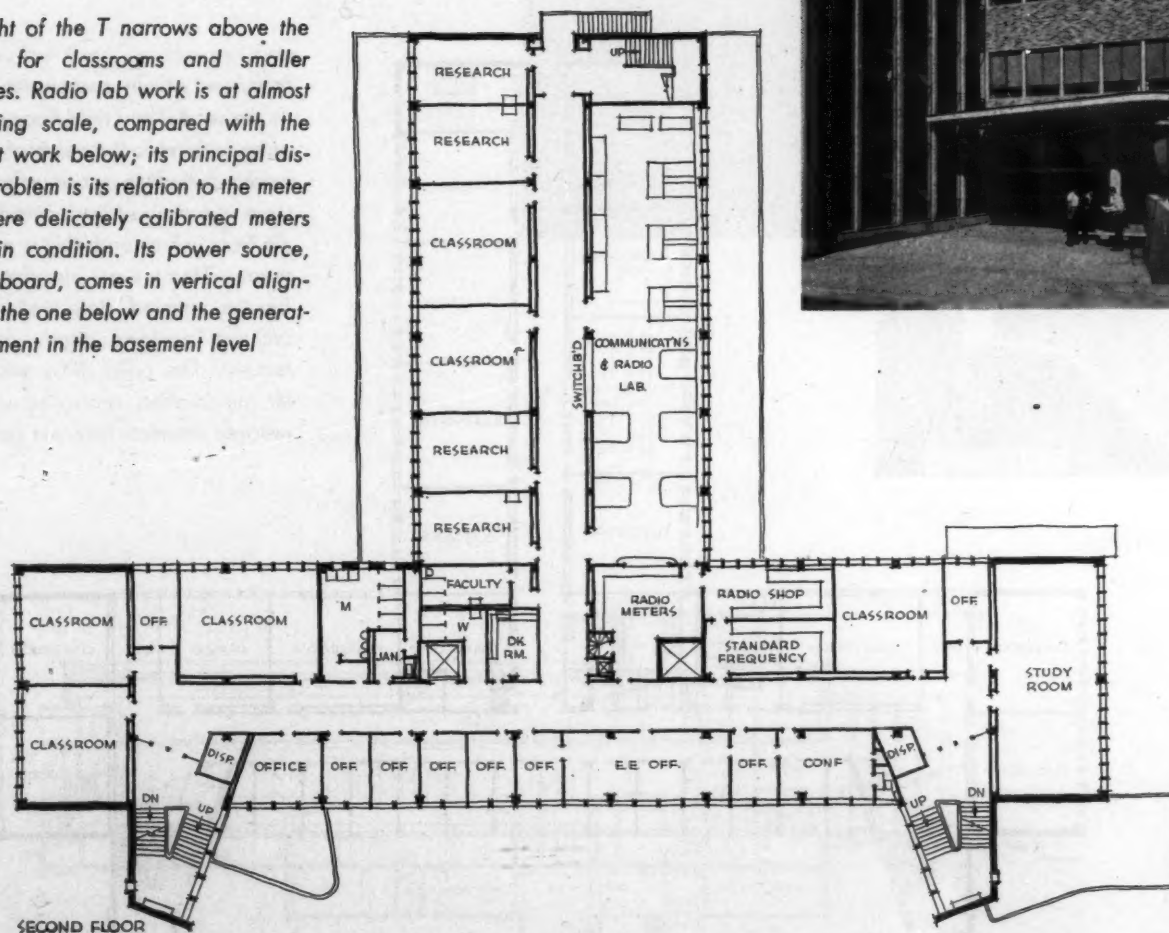 ht of the T narrows above the
for classrooms and smaller
es. Radio lab work is at almost
ing scale, compared with the
t work below; its principal dis-
roblem is its relation to the meter
ere delicately calibrated meters
in condition. Its power source,
board, comes in vertical align-
the one below and the generat-
ment in the basement level
UP
RESEARCH
RESEARCH
CLASSROOM
CLASSROOM
SWITCHB'D
COMMUNICAT'NS
& RADIO
LAB.
RESEARCH
RESEARCH
FACULTY
M
W
JAN.
DK.
RM.
RADIO
METERS
RADIO SHOP
STANDARD
FREQUENCY
CLASSROOM
OFF.
CLASSROOM
CLASSROOM
OFF.
STUDY
ROOM
CLASSROOM
DISP.
OFFICE
OFF.
OFF.
OFF.
OFF.
OFF.
E.E OFF.
OFF.
CONF
DISP.
DN
UP
UP
DN
SECOND FLOOR